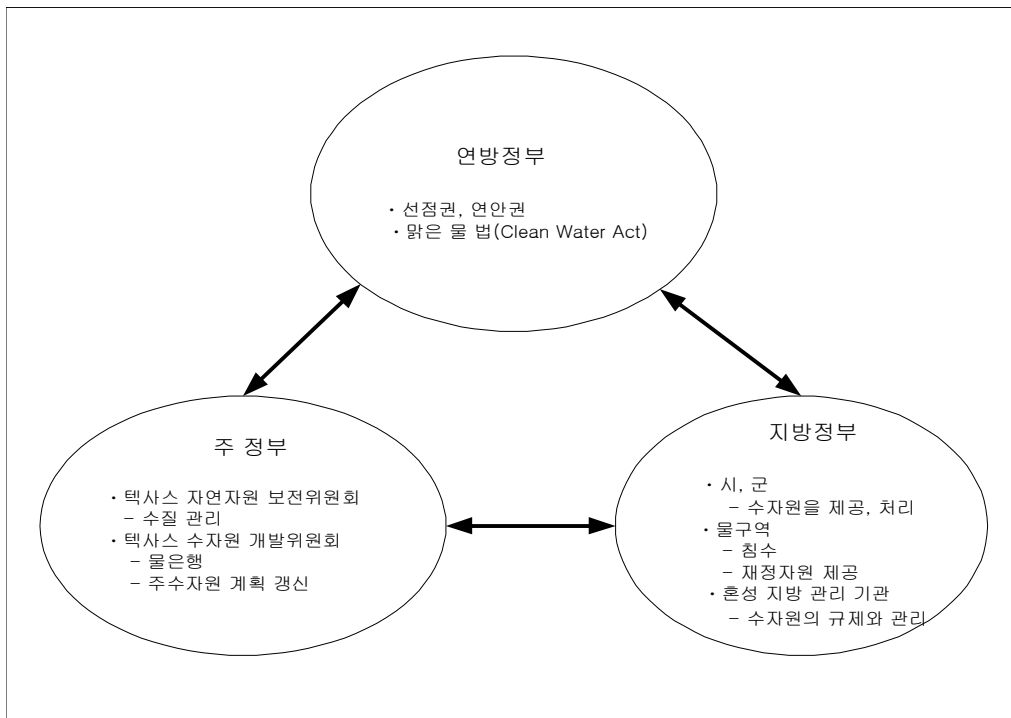 연방정부
· 선점권, 연안권
· 맑은 물 법(Clean Water Act)
주 정부
· 텍사스 자연자원 보전위원회
– 수질 관리
· 텍사스 수자원 개발위원회
– 물은행
– 주수자원 계획 갱신
지방정부
· 시, 군
– 수자원을 제공, 처리
· 물구역
– 침수
– 재정자원 제공
· 혼성 지방 관리 기관
– 수자원의 규제와 관리